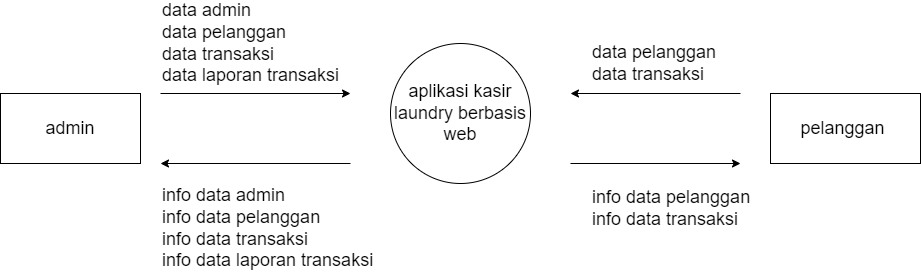 data admin
data pelanggan
data transaksi
data laporan transaksi
admin
info data admin
info data pelanggan
info data transaksi
info data laporan transaksi
aplikasi kasir
laundry berbasis
web
data pelanggan
data transaksi
pelanggan
info data pelanggan
info data transaksi